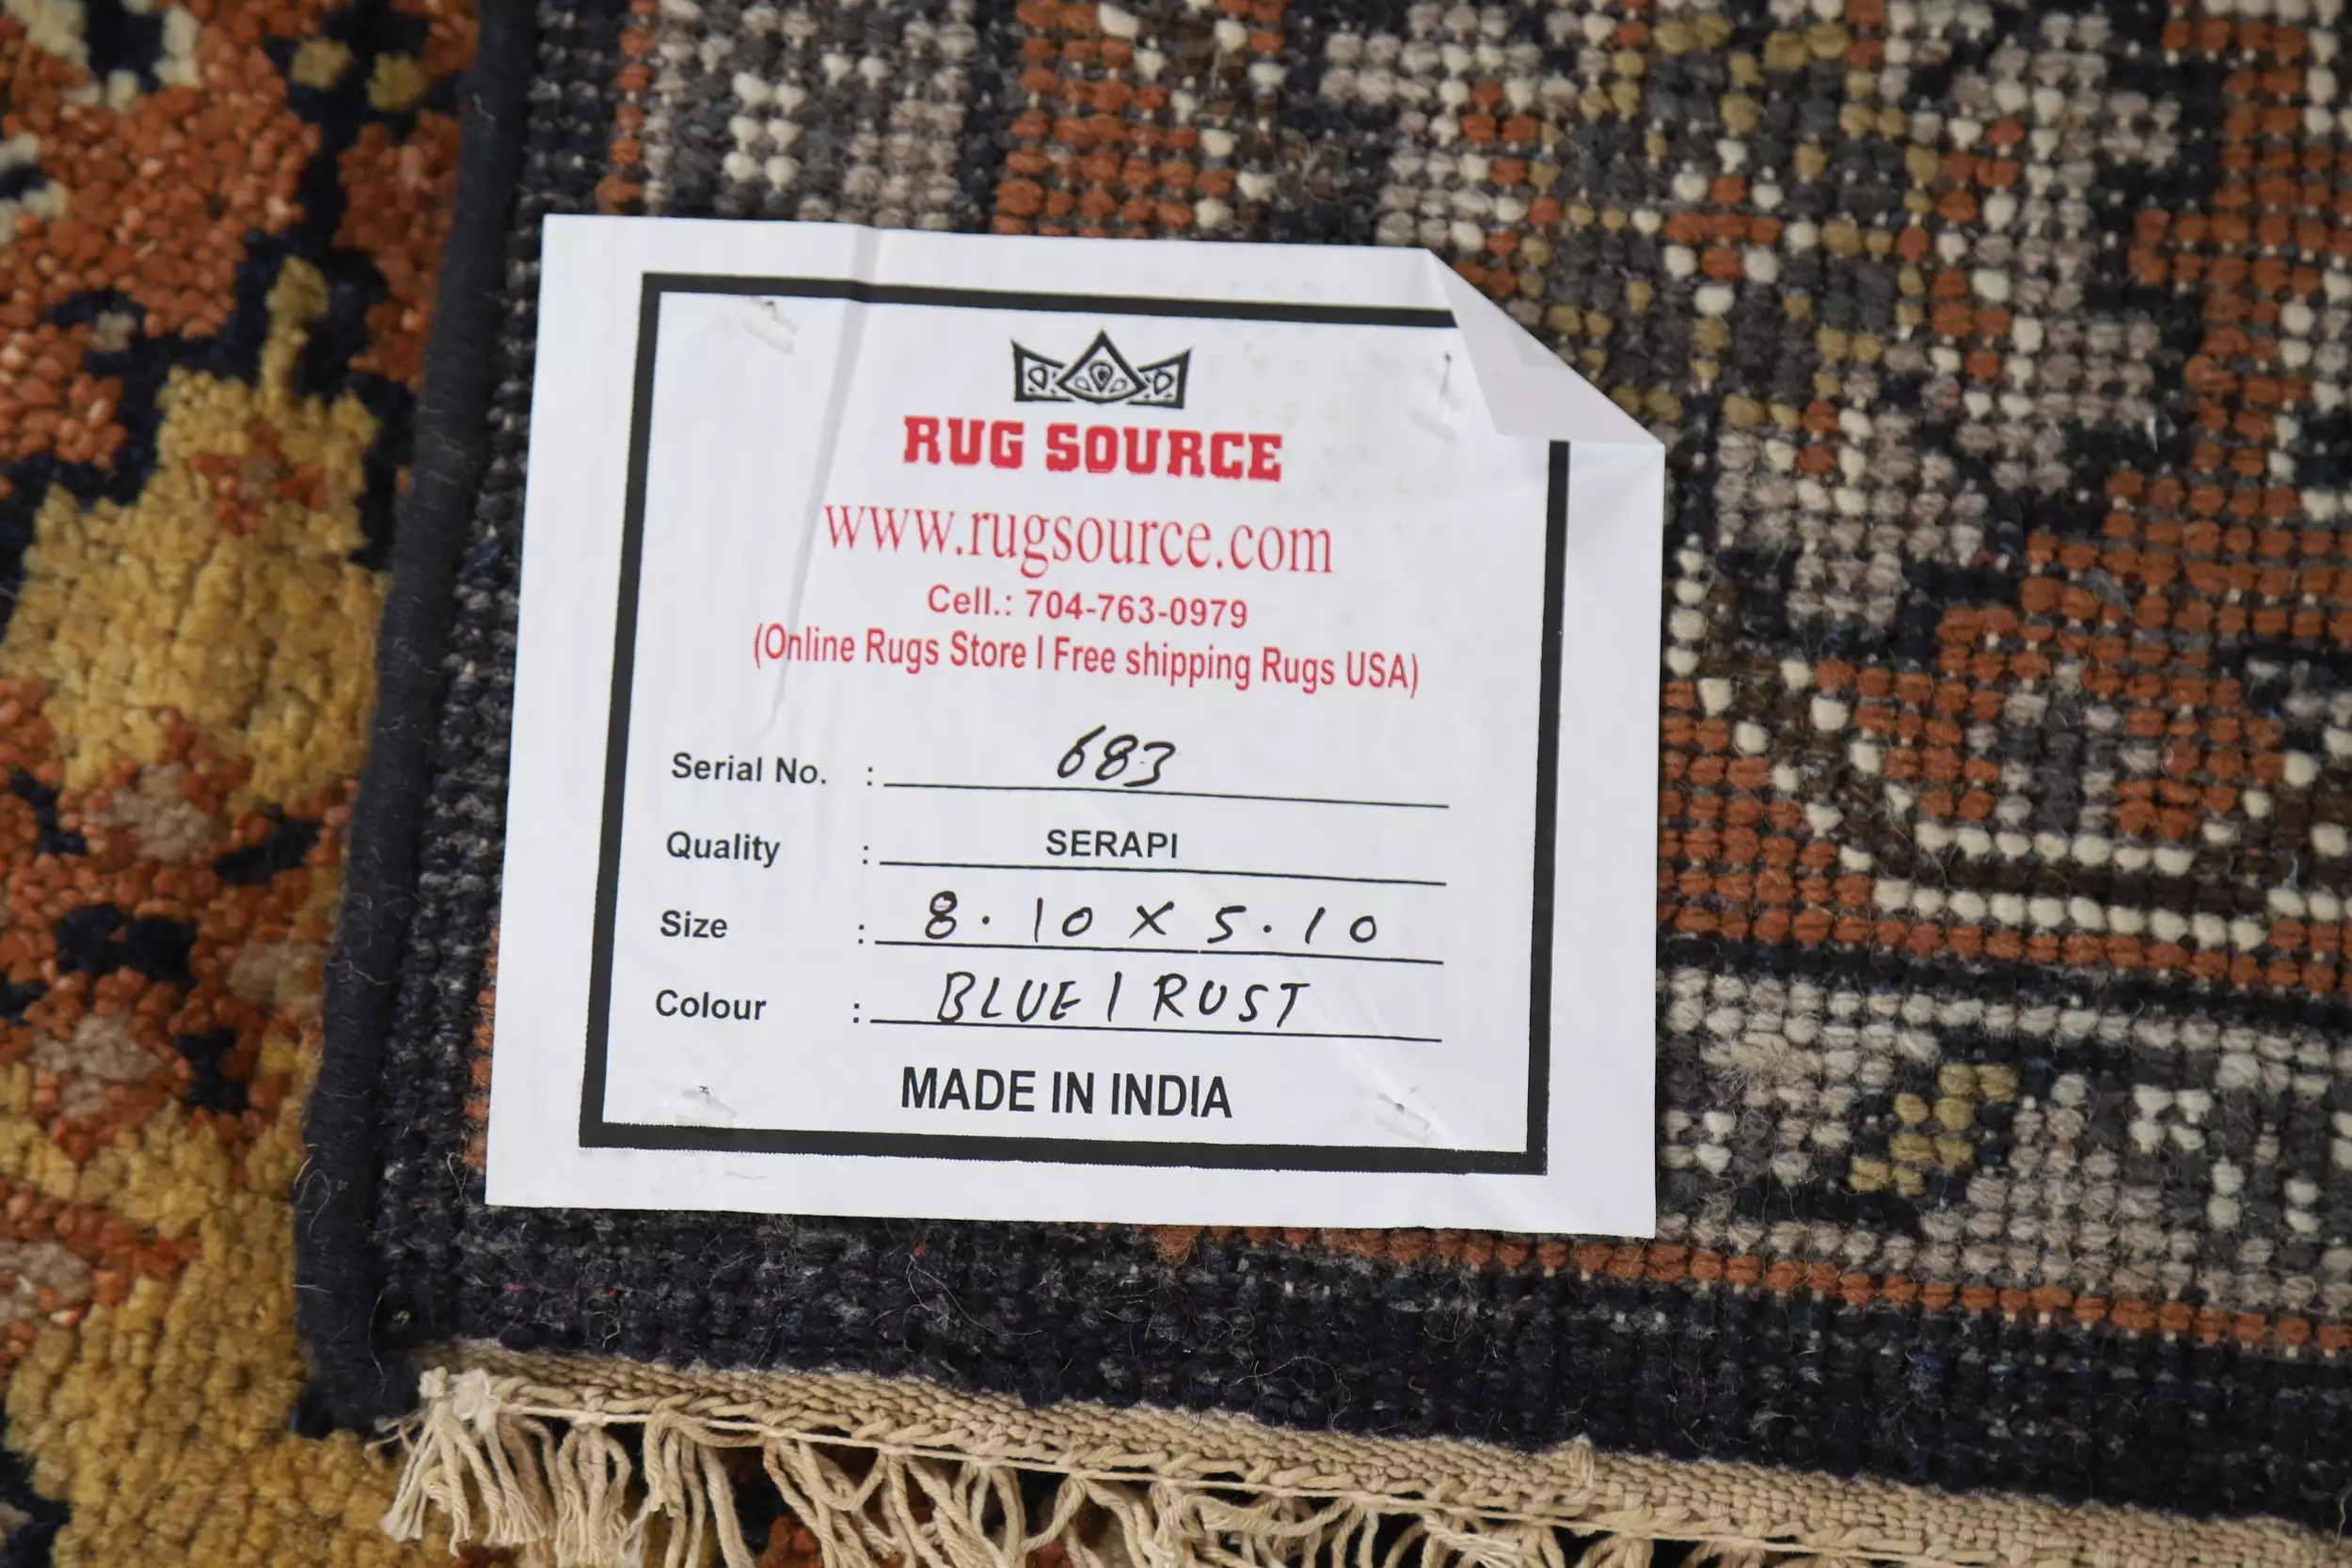 RUG SOURCE
www.rugsource.com
Cell.: 704-763-0979
(Online Rugs Store I Free shipping Rugs USA)
Serial No. : 683
Quality : SERAPI
Size : 8.10 X 5.10
Colour : BLUE | RUST
MADE IN INDIA